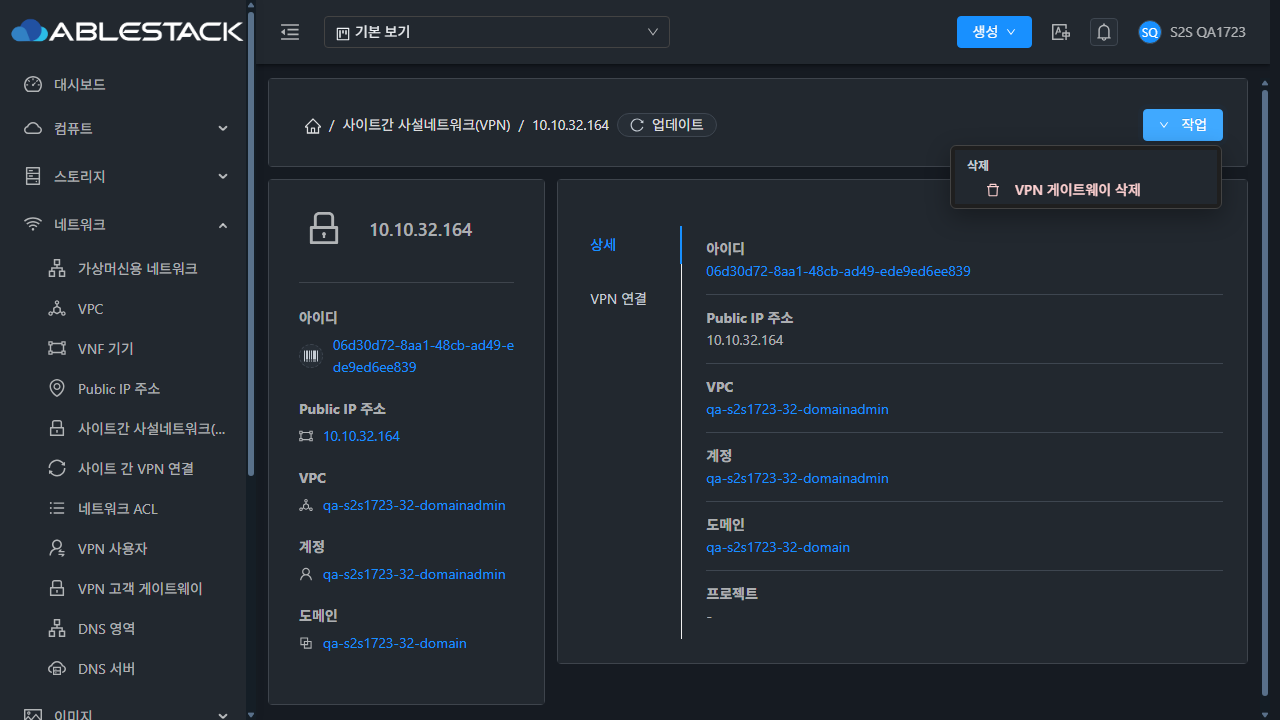 ABLESTACK
기본 보기
생성
SQ
S2S QA1723
대시보드
컴퓨트
스토리지
네트워크
가상머신용 네트워크
VPC
VNF 기기
Public IP 주소
사이트간 사설네트워크(...
사이트 간 VPN 연결
네트워크 ACL
VPN 사용자
VPN 고객 게이트웨이
DNS 영역
DNS 서버
이미지
/ 사이트간 사설네트워크(VPN) / 10.10.32.164
업데이트
작업
삭제
VPN 게이트웨이 삭제
10.10.32.164
아이디
06d30d72-8aa1-48cb-ad49-e
de9ed6ee839
Public IP 주소
10.10.32.164
VPC
qa-s2s1723-32-domainadmin
계정
qa-s2s1723-32-domainadmin
도메인
qa-s2s1723-32-domain
상세
VPN 연결
아이디
06d30d72-8aa1-48cb-ad49-ede9ed6ee839
Public IP 주소
10.10.32.164
VPC
qa-s2s1723-32-domainadmin
계정
qa-s2s1723-32-domainadmin
도메인
qa-s2s1723-32-domain
프로젝트
-